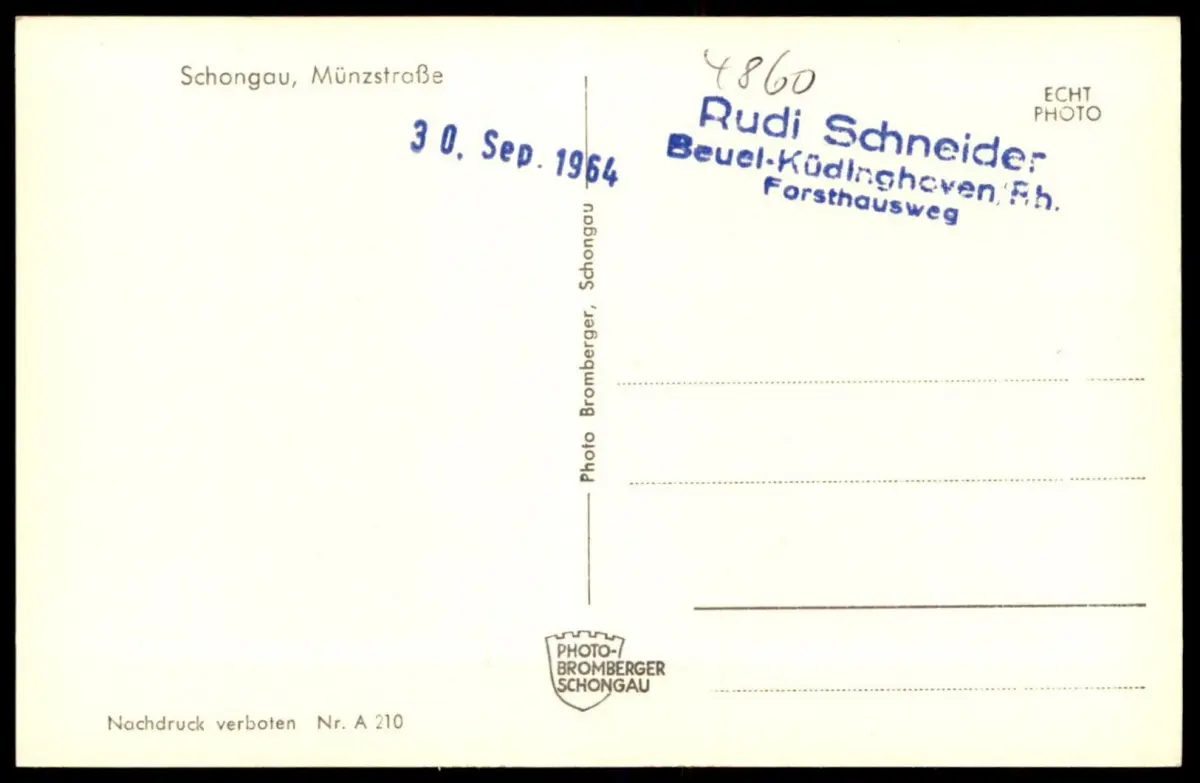 Schongau, Münzstraße
30. Sep. 1964
4860
Rudi Schneider
Beuel-Küdinghoven/Rh.
Forsthausweg
ECHT
PHOTO
Photo Bromberger, Schongau
PHOTO-
BROMBERGER
SCHONGAU
Nachdruck verboten Nr. A 210